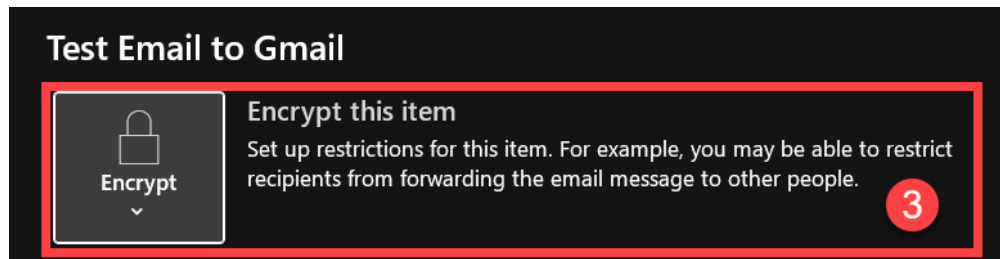 Test Email to Gmail
Encrypt this item
Set up restrictions for this item. For example, you may be able to restrict
recipients from forwarding the email message to other people.
Encrypt
3